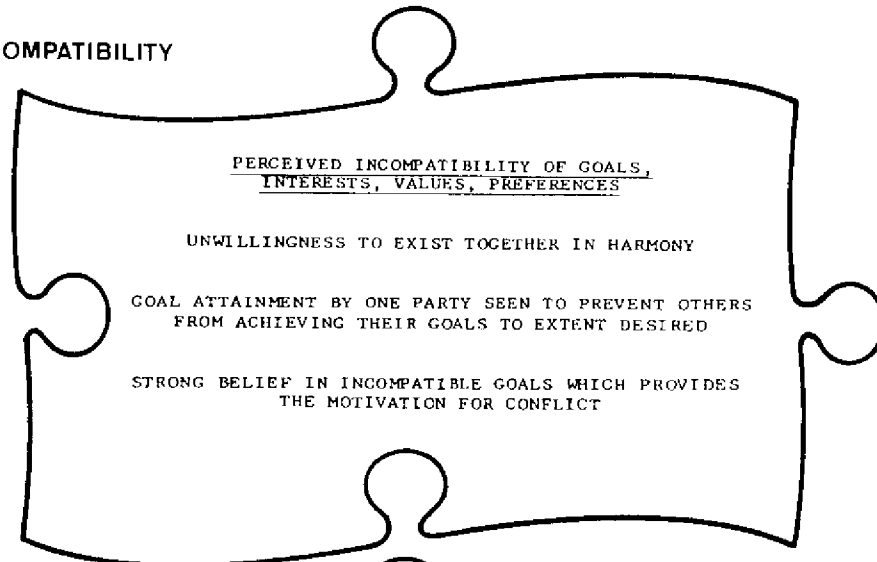 OMPATIBILITY
PERCEIVED INCOMPATIBILITY OF GOALS,
INTERESTS, VALUES, PREFERENCES
UNWILLINGNESS TO EXIST TOGETHER IN HARMONY
GOAL ATTAINMENT BY ONE PARTY SEEN TO PREVENT OTHERS
FROM ACHIEVING THEIR GOALS TO EXTENT DESIRED
STRONG BELIEF IN INCOMPATIBLE GOALS WHICH PROVIDES
THE MOTIVATION FOR CONFLICT